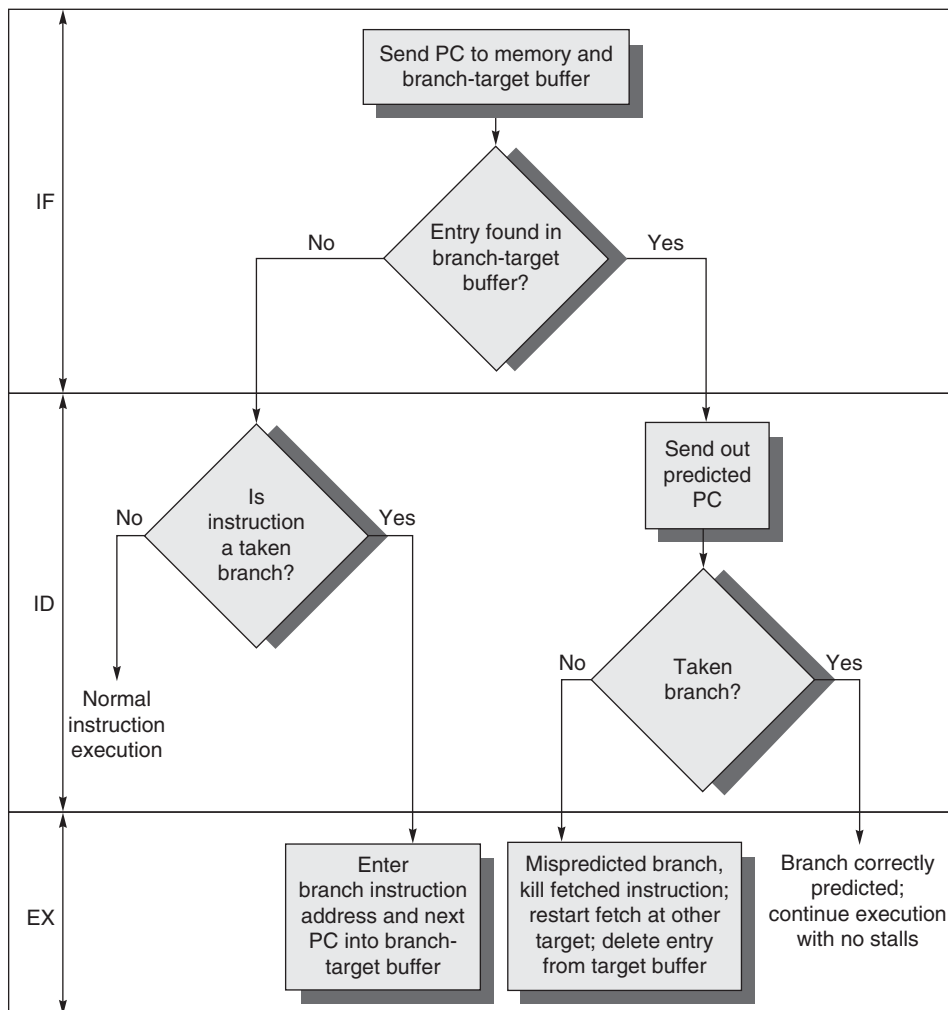 Send PC to memory and
branch-target buffer
IF
No
Entry found in
branch-target
buffer?
Yes
Send out
predicted
PC
No
Is
instruction
a taken
branch?
Yes
ID
No
Taken
branch?
Yes
Normal
instruction
execution
EX
Enter
branch instruction
address and next
PC into branch-
target buffer
Mispredicted branch,
kill fetched instruction;
restart fetch at other
target; delete entry
from target buffer
Branch correctly
predicted;
continue execution
with no stalls